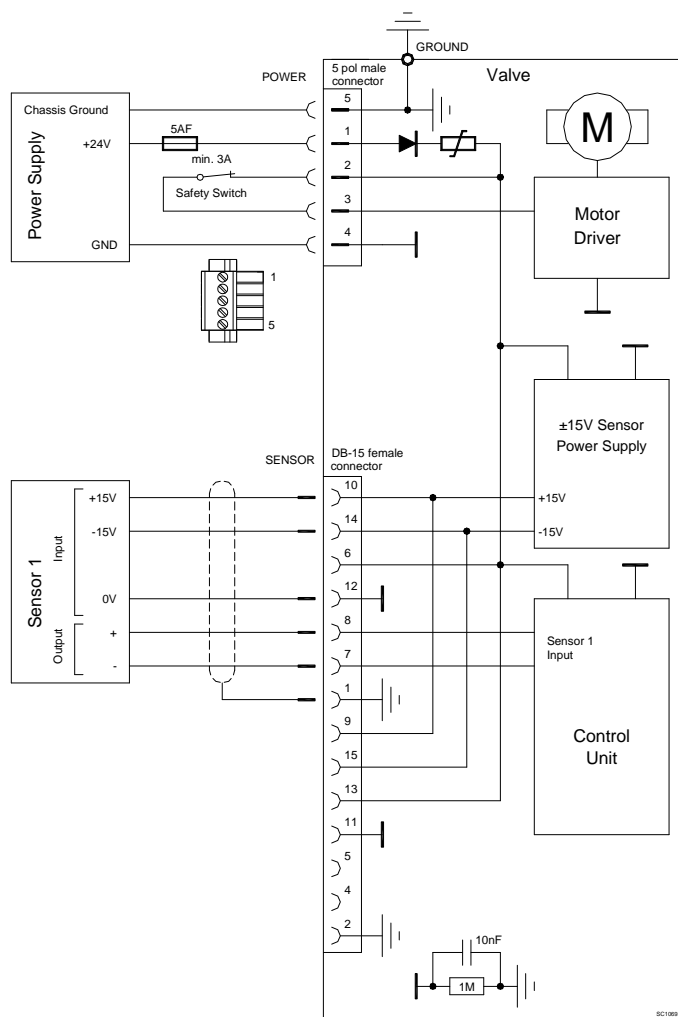 GROUND
POWER
5 pol male
connector
Valve
Power Supply
Chassis Ground
+24V
GND
5AF
min. 3A
Safety Switch
5
1
2
3
4
1
5
M
Motor
Driver
±15V Sensor
Power Supply
+15V
-15V
SENSOR
DB-15 female
connector
Sensor 1
Input
Output
+15V
-15V
0V
+
-
10
14
6
12
8
7
1
9
15
13
11
5
4
2
Sensor 1
Input
Control
Unit
10nF
1M
SC1069